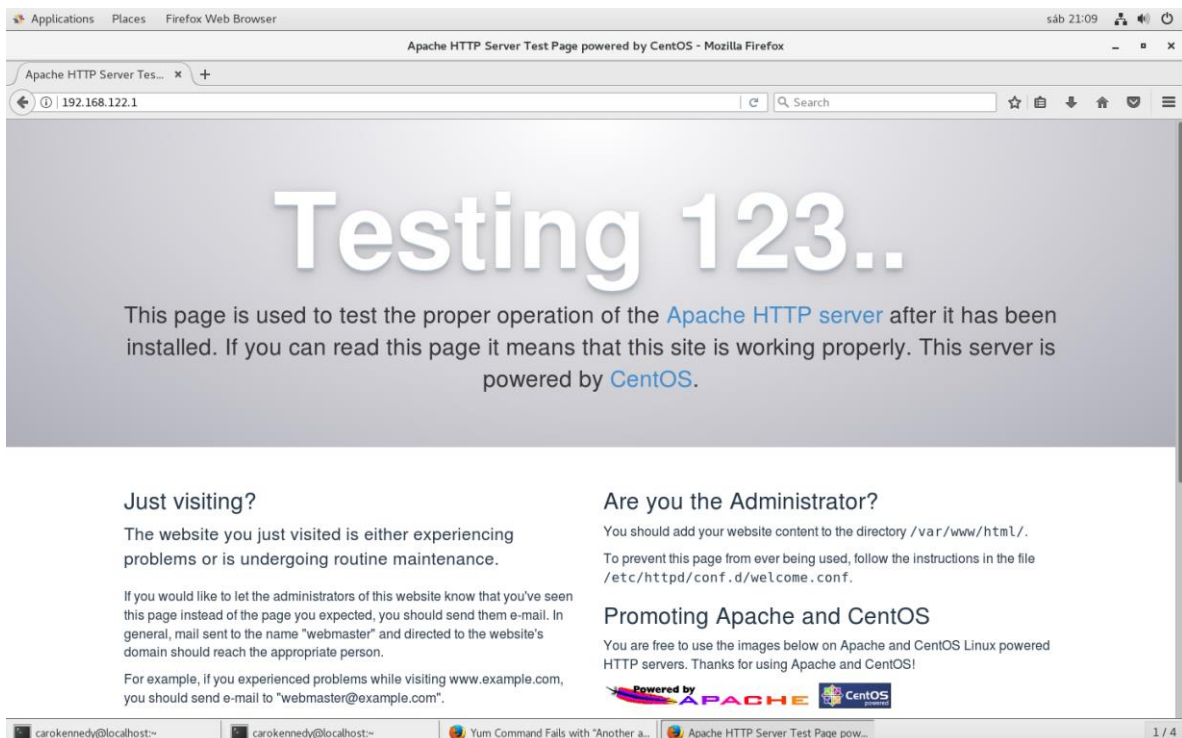 Applications Places Firefox Web Browser sáb 21:09
Apache HTTP Server Test Page powered by CentOS - Mozilla Firefox
Apache HTTP Server Tes...
192.168.122.1
Search
Testing 123..
This page is used to test the proper operation of the Apache HTTP server after it has been
installed. If you can read this page it means that this site is working properly. This server is
powered by CentOS.
Just visiting?
The website you just visited is either experiencing
problems or is undergoing routine maintenance.
If you would like to let the administrators of this website know that you've seen
this page instead of the page you expected, you should send them e-mail. In
general, mail sent to the name "webmaster" and directed to the website's
domain should reach the appropriate person.
For example, if you experienced problems while visiting www.example.com,
you should send e-mail to "webmaster@example.com".
Are you the Administrator?
You should add your website content to the directory /var/www/html/.
To prevent this page from ever being used, follow the instructions in the file
/etc/httpd/conf.d/welcome.conf.
Promoting Apache and CentOS
You are free to use the images below on Apache and CentOS Linux powered
HTTP servers. Thanks for using Apache and CentOS!
Powered by
APACHE
CentOS
powered
carokennedy@localhost:~
carokennedy@localhost:~
Yum Command Fails with "Another a...
Apache HTTP Server Test Page pow...
1 / 4